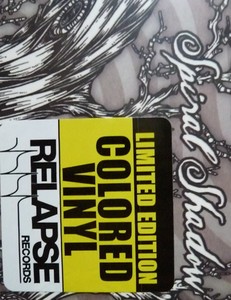 Spiral Shadow
LIMITED EDITION
COLORED
VINYL
RELAPSE
RECORDS